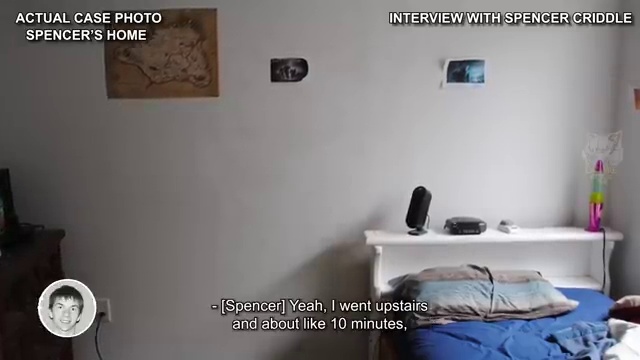 ACTUAL CASE PHOTO
SPENCER'S HOME
INTERVIEW WITH SPENCER CRIDDLE
- [Spencer] Yeah, I went upstairs
and about like 10 minutes,